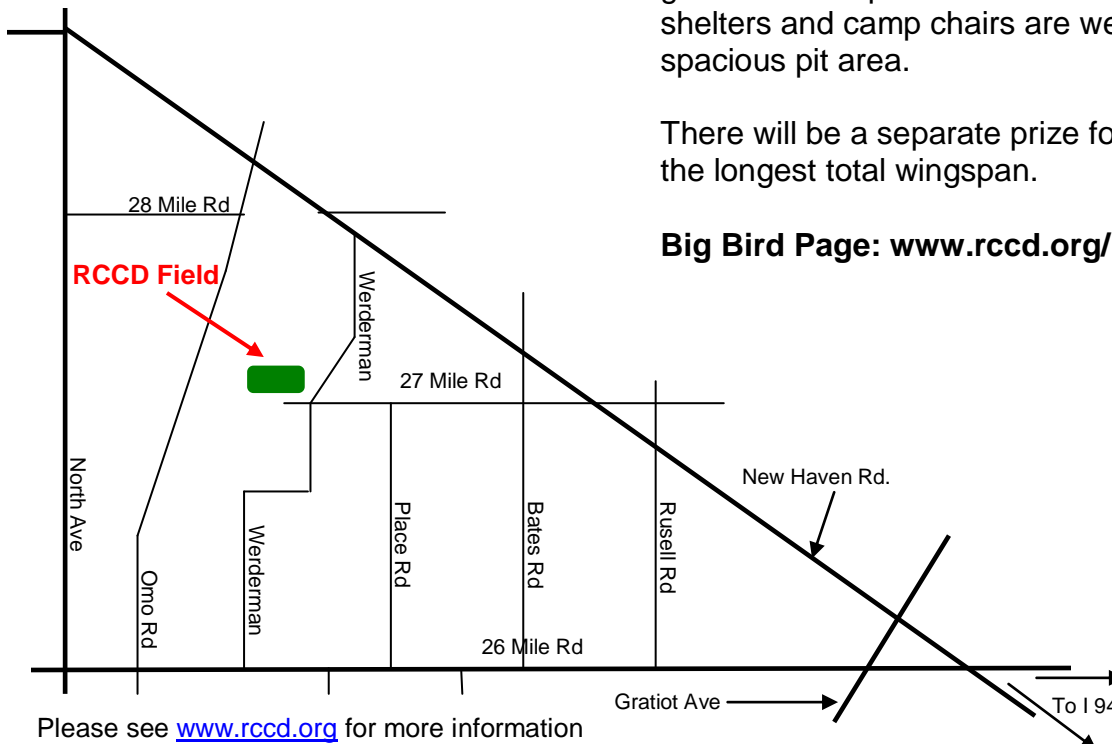 shelters and camp chairs are we
spacious pit area.
There will be a separate prize fo
the longest total wingspan.
Big Bird Page: www.rccd.org/
28 Mile Rd
RCCD Field
Werderman
27 Mile Rd
North Ave
New Haven Rd.
Omo Rd
Werderman
Place Rd
Bates Rd
Rusell Rd
26 Mile Rd
Gratiot Ave
To I 94
Please see www.rccd.org for more information